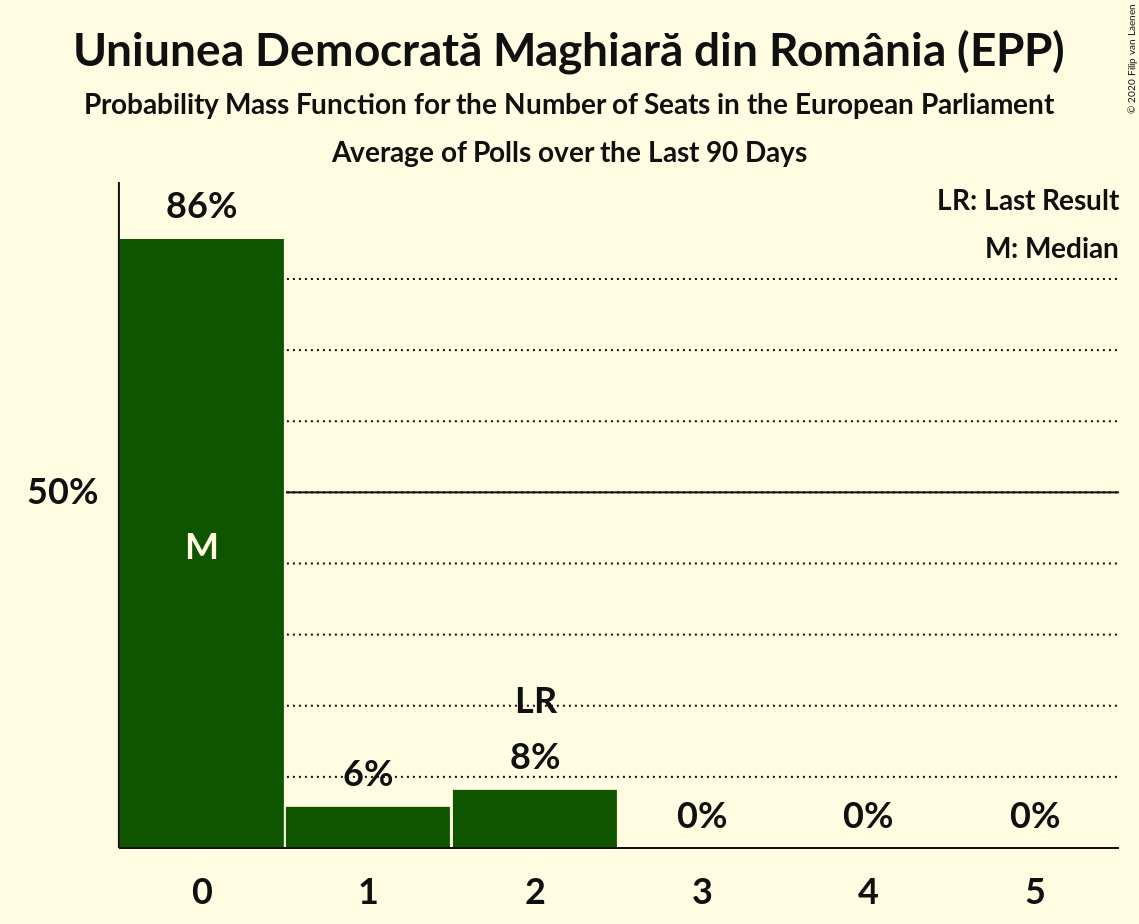 Uniunea Democrată Maghiară din România (EPP)
Probability Mass Function for the Number of Seats in the European Parliament
Average of Polls over the Last 90 Days
© 2020 Filip van Laenen
LR: Last Result
M: Median
86%
50%
M
LR
6%
8%
0%
0%
0%
0 1 2 3 4 5